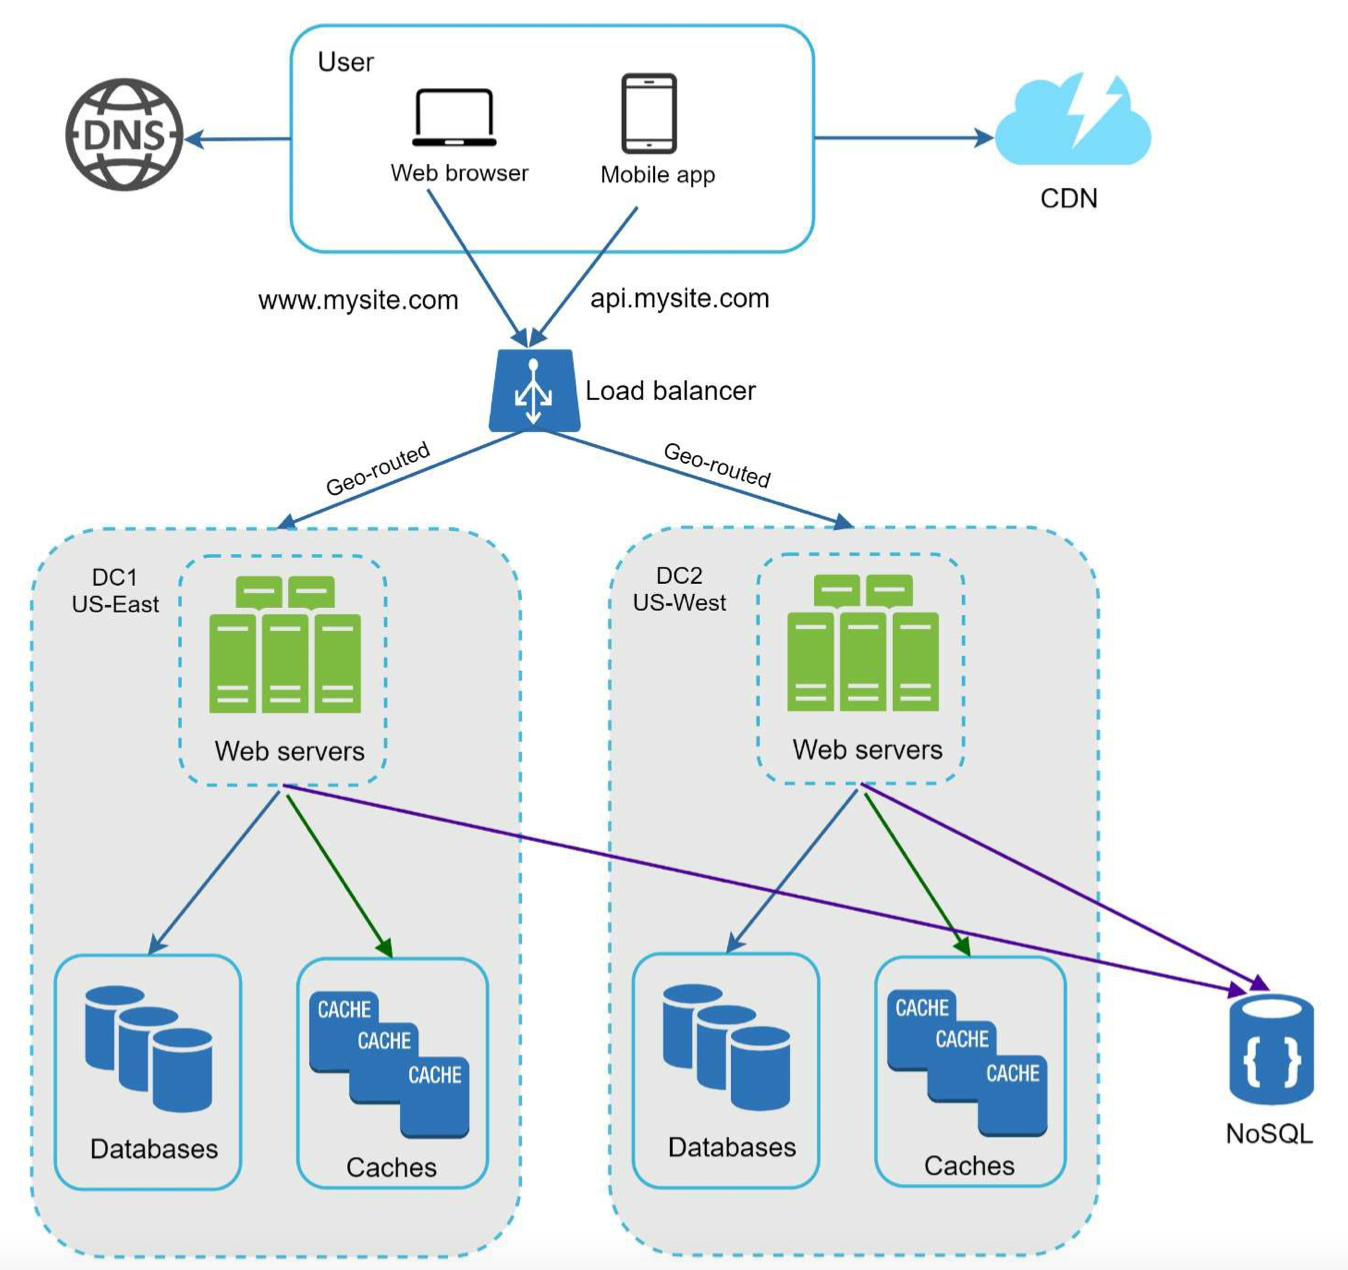 User
DNS
Web browser
Mobile app
CDN
www.mysite.com
api.mysite.com
Load balancer
Geo-routed
Geo-routed
DC1
US-East
Web servers
DC2
US-West
Web servers
CACHE
CACHE
CACHE
Databases
Caches
CACHE
CACHE
CACHE
Databases
Caches
{ }
NoSQL